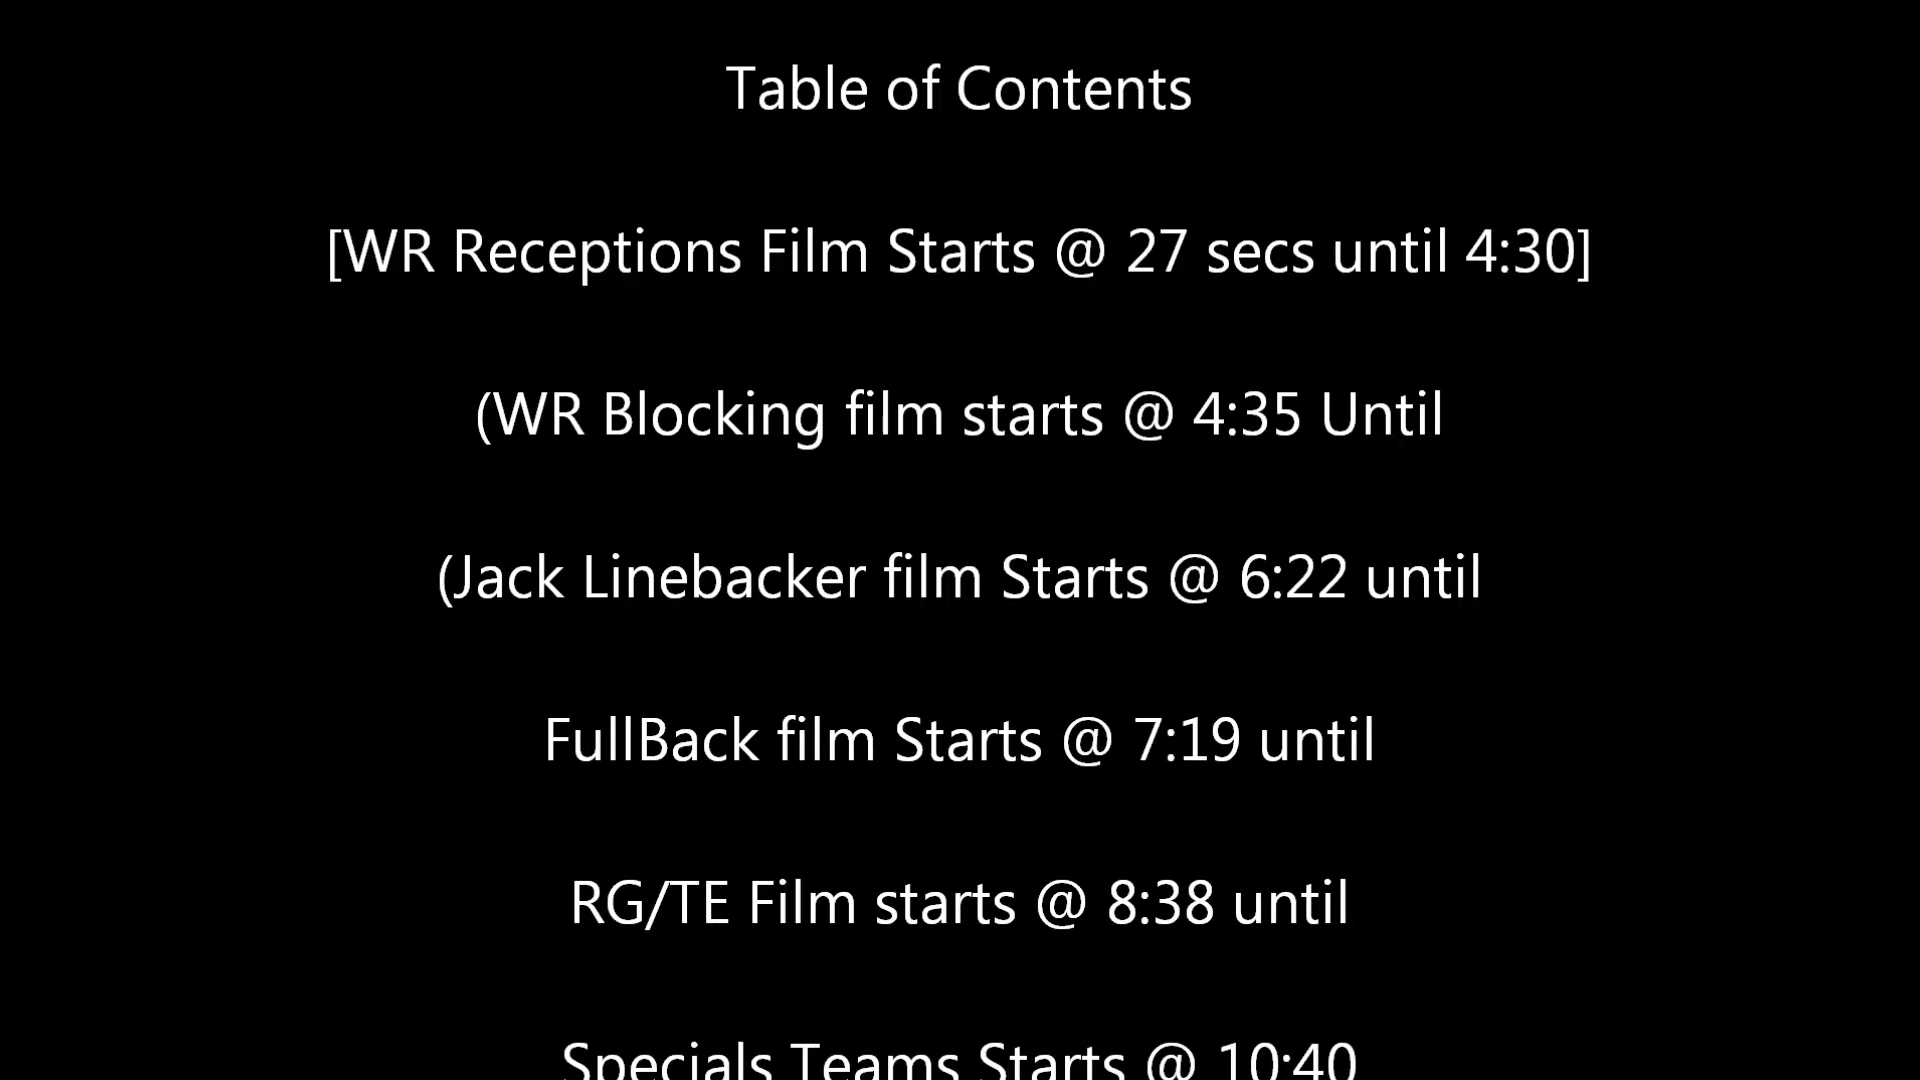 Table of Contents
[WR Receptions Film Starts @ 27 secs until 4:30]
(WR Blocking film starts @ 4:35 Until
(Jack Linebacker film Starts @ 6:22 until
FullBack film Starts @ 7:19 until
RG/TE Film starts @ 8:38 until
Specials Teams Starts @ 10:40